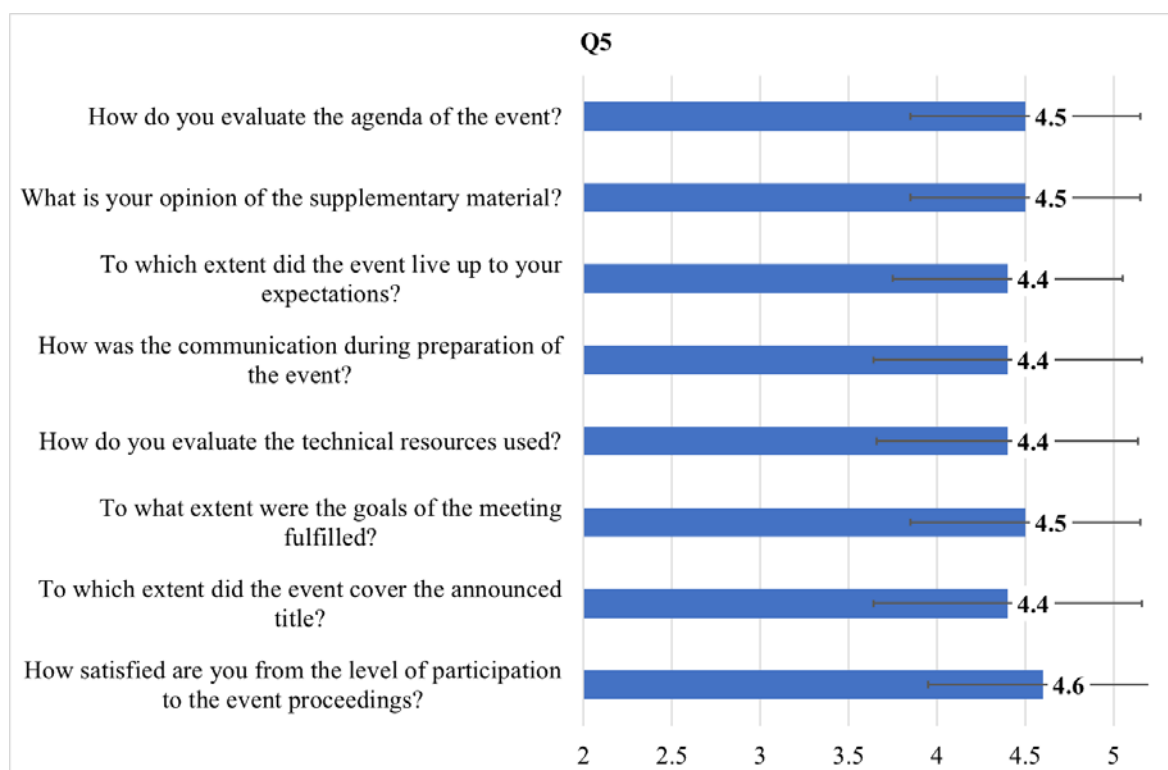 Q5
How do you evaluate the agenda of the event?
4.5
What is your opinion of the supplementary material?
4.5
To which extent did the event live up to your
expectations?
4.4
How was the communication during preparation of
the event?
4.4
How do you evaluate the technical resources used?
4.4
To what extent were the goals of the meeting
fulfilled?
4.5
To which extent did the event cover the announced
title?
4.4
How satisfied are you from the level of participation
to the event proceedings?
4.6
2 2.5 3 3.5 4 4.5 5